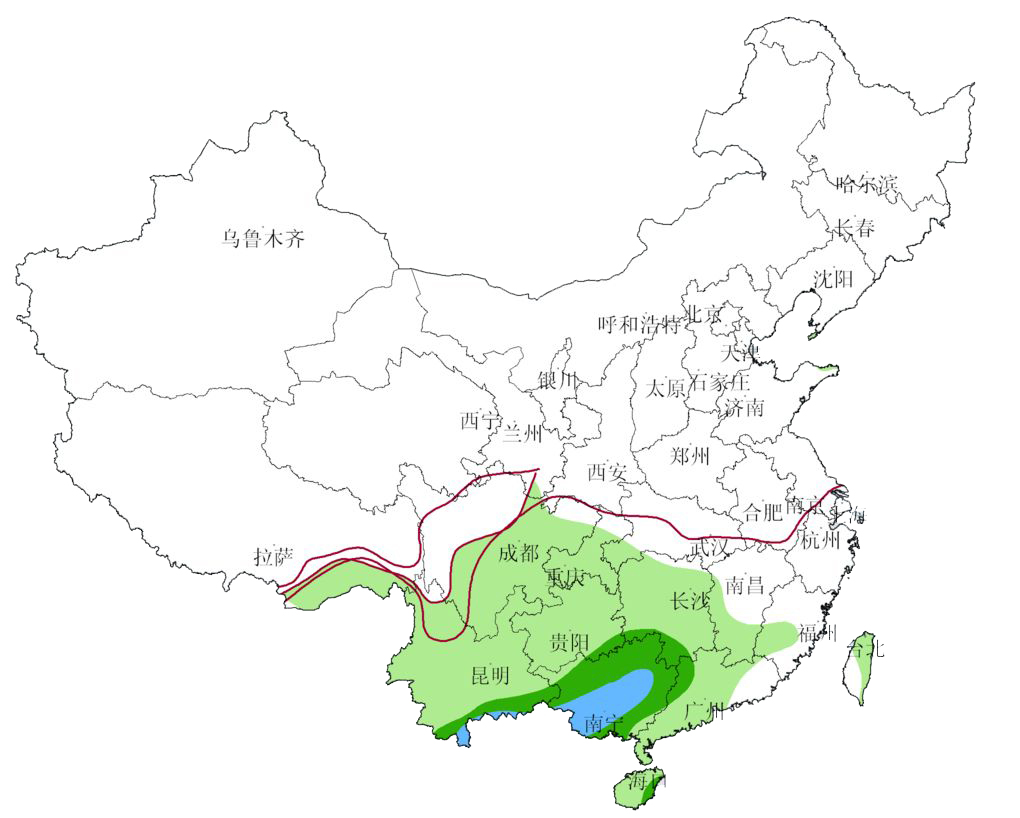 哈尔滨
长春
乌鲁木齐
沈阳
北京
呼和浩特
天津
银川
石家庄
太原
济南
西宁
兰州
郑州
西安
南京
合肥
上海
杭州
武汉
成都
拉萨
重庆
南昌
长沙
福州
贵阳
台北
昆明
广州
南宁
海口